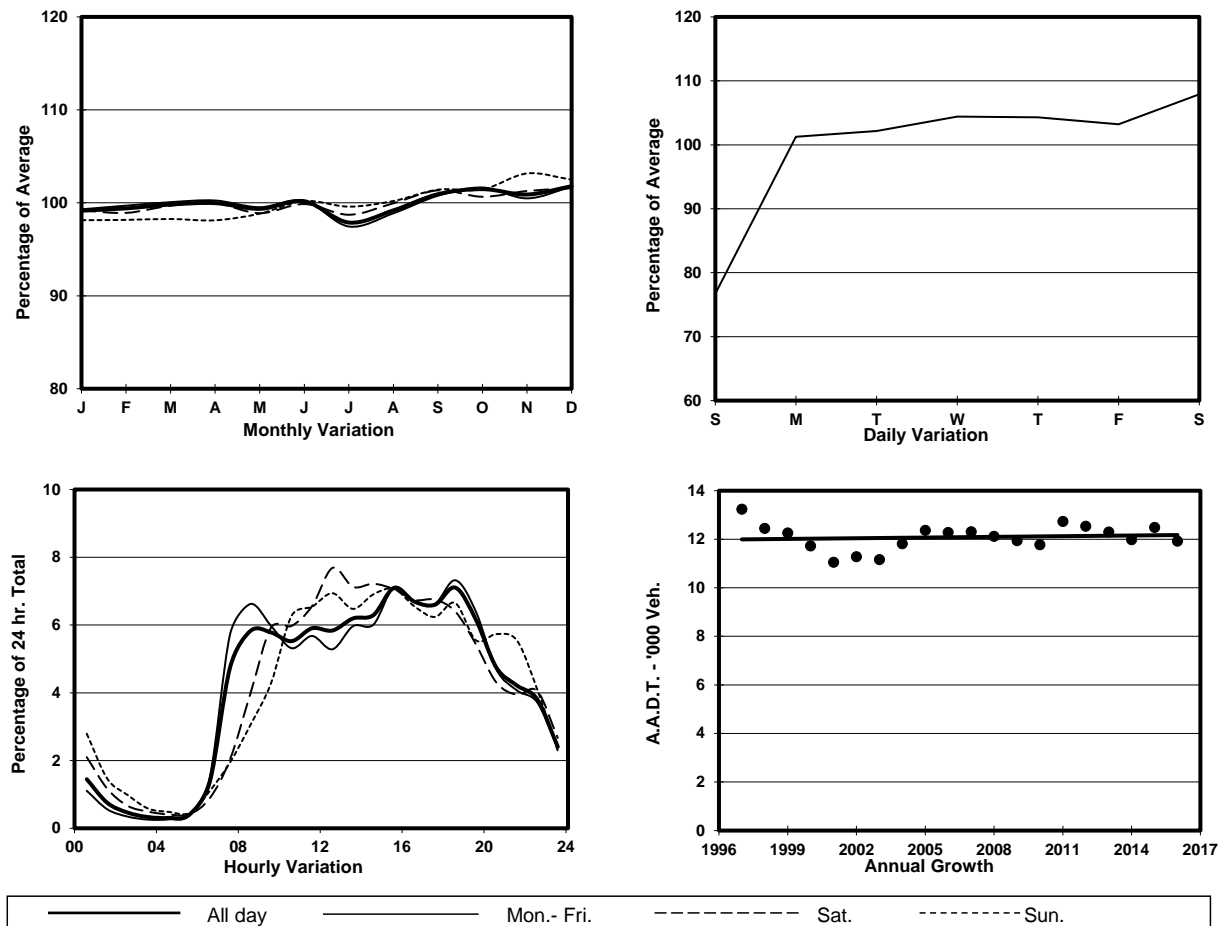 120
110
100
90
80
Percentage of Average
J F M A M J J A S O N D
Monthly Variation
120
110
100
90
80
70
60
Percentage of Average
S M T W T F S
Daily Variation
10
8
6
4
2
0
Percentage of 24 hr. Total
00 04 08 12 16 20 24
Hourly Variation
14
12
10
8
6
4
2
0
A.A.D.T. - '000 Veh.
1996 1999 2002 2005 2008 2011 2014 2017
Annual Growth
All day Mon.- Fri. Sat. Sun.